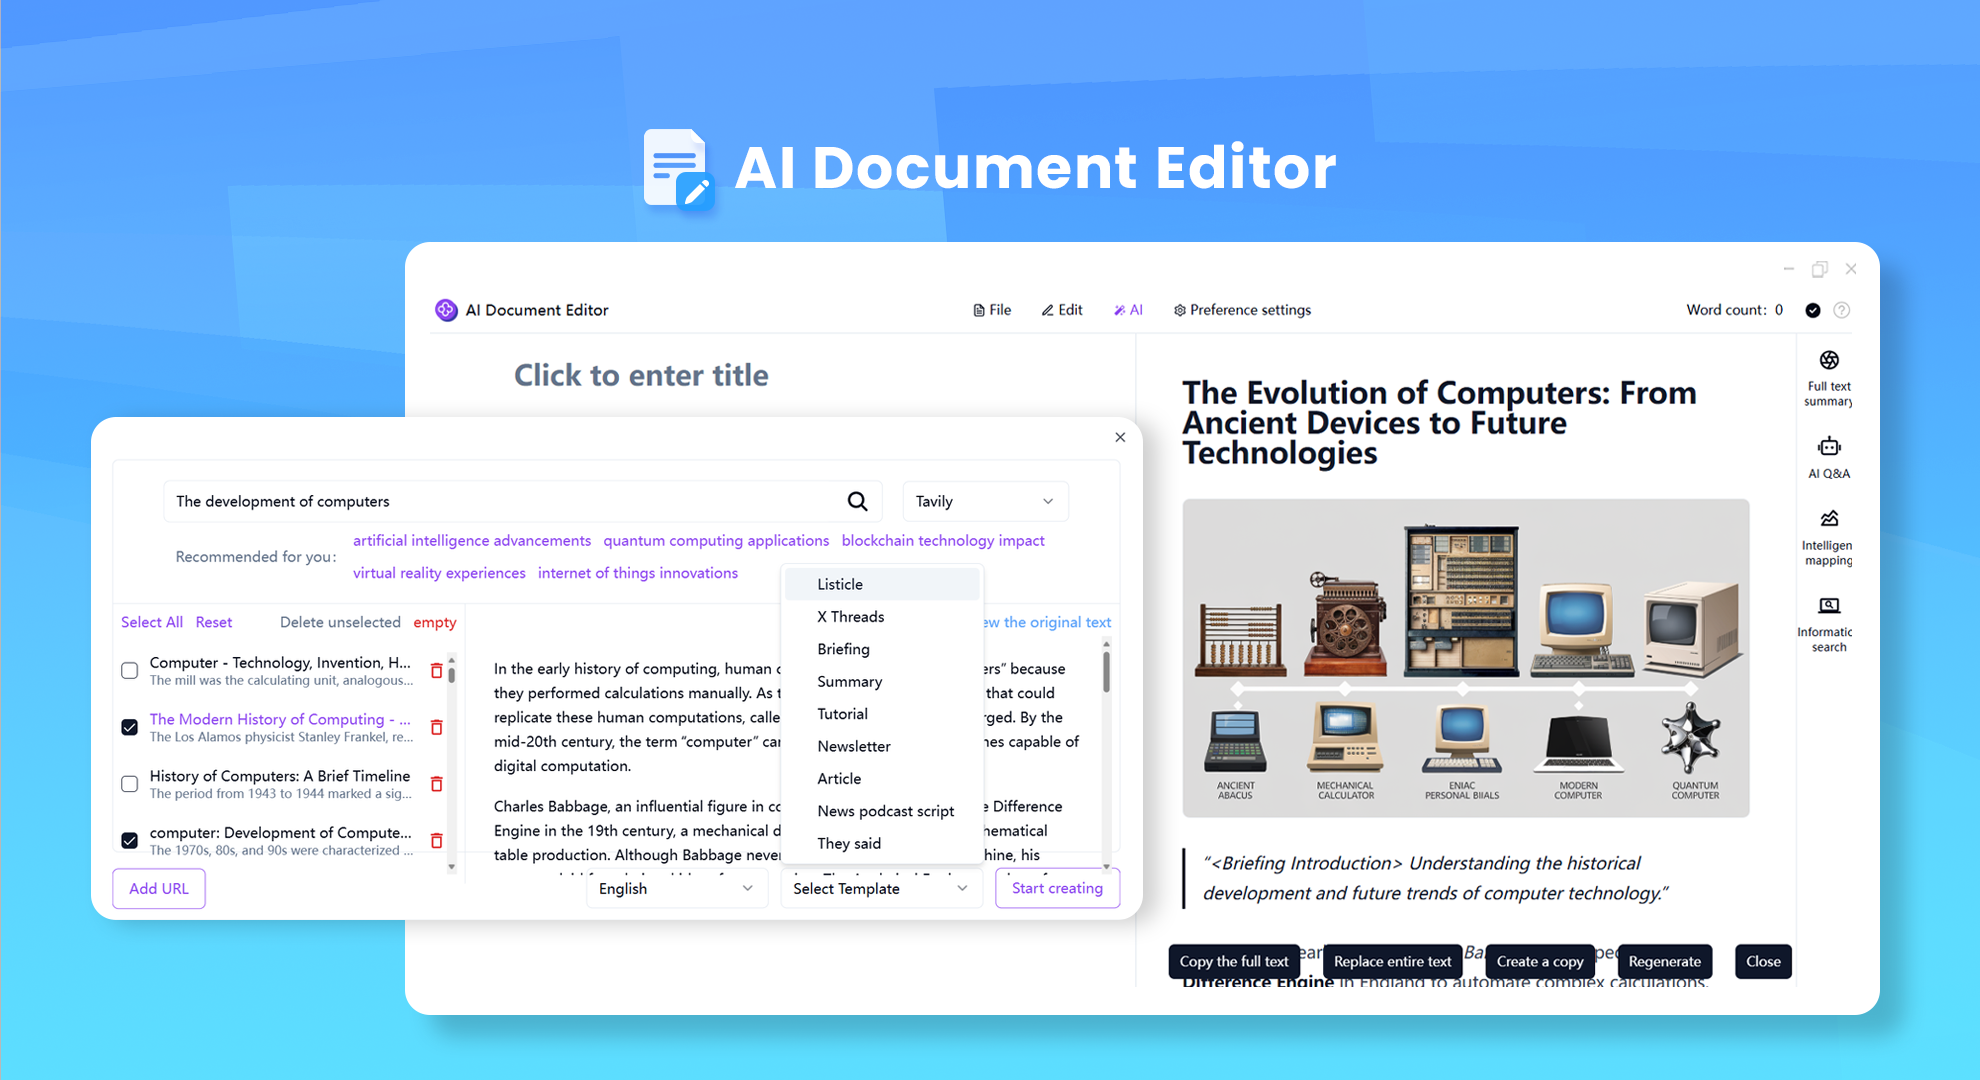 AI Document Editor
AI Document Editor
File
Edit
AI
Preference settings
Word count: 0
Click to enter title
The development of computers
Tavily
Recommended for you:
artificial intelligence advancements
quantum computing applications
blockchain technology impact
virtual reality experiences
internet of things innovations
Select All
Reset
Delete unselected
empty
ew the original text
Computer - Technology, Invention, H...
The mill was the calculating unit, analogous...
The Modern History of Computing - ...
The Los Alamos physicist Stanley Frankel, re...
History of Computers: A Brief Timeline
The period from 1943 to 1944 marked a sig...
computer: Development of Compute...
The 1970s, 80s, and 90s were characterized ...
In the early history of computing, human c
ers” because
they performed calculations manually. As t
that could
replicate these human computations, calle
rged. By the
mid-20th century, the term “computer” car
nes capable of
digital computation.
Charles Babbage, an influential figure in co
e Difference
Engine in the 19th century, a mechanical d
hematical
table production. Although Babbage never
hine, his
Listicle
X Threads
Briefing
Summary
Tutorial
Newsletter
Article
News podcast script
They said
Add URL
English
Select Template
Start creating
The Evolution of Computers: From
Ancient Devices to Future
Technologies
ANCIENT
ABACUS
MECHANICAL
CALCULATOR
ENIAC
PERSONAL BIIALS
MODERN
COMPUTER
QUANTUM
COMPUTER
“<Briefing Introduction> Understanding the historical
development and future trends of computer technology.”
ear
Ba
pec
Copy the full text
Replace entire text
Create a copy
Regenerate
Close
Difference Engine in England to automate complex calculations.
Full text
summary
AI Q&A
Intelligen
mapping
Informatic
search